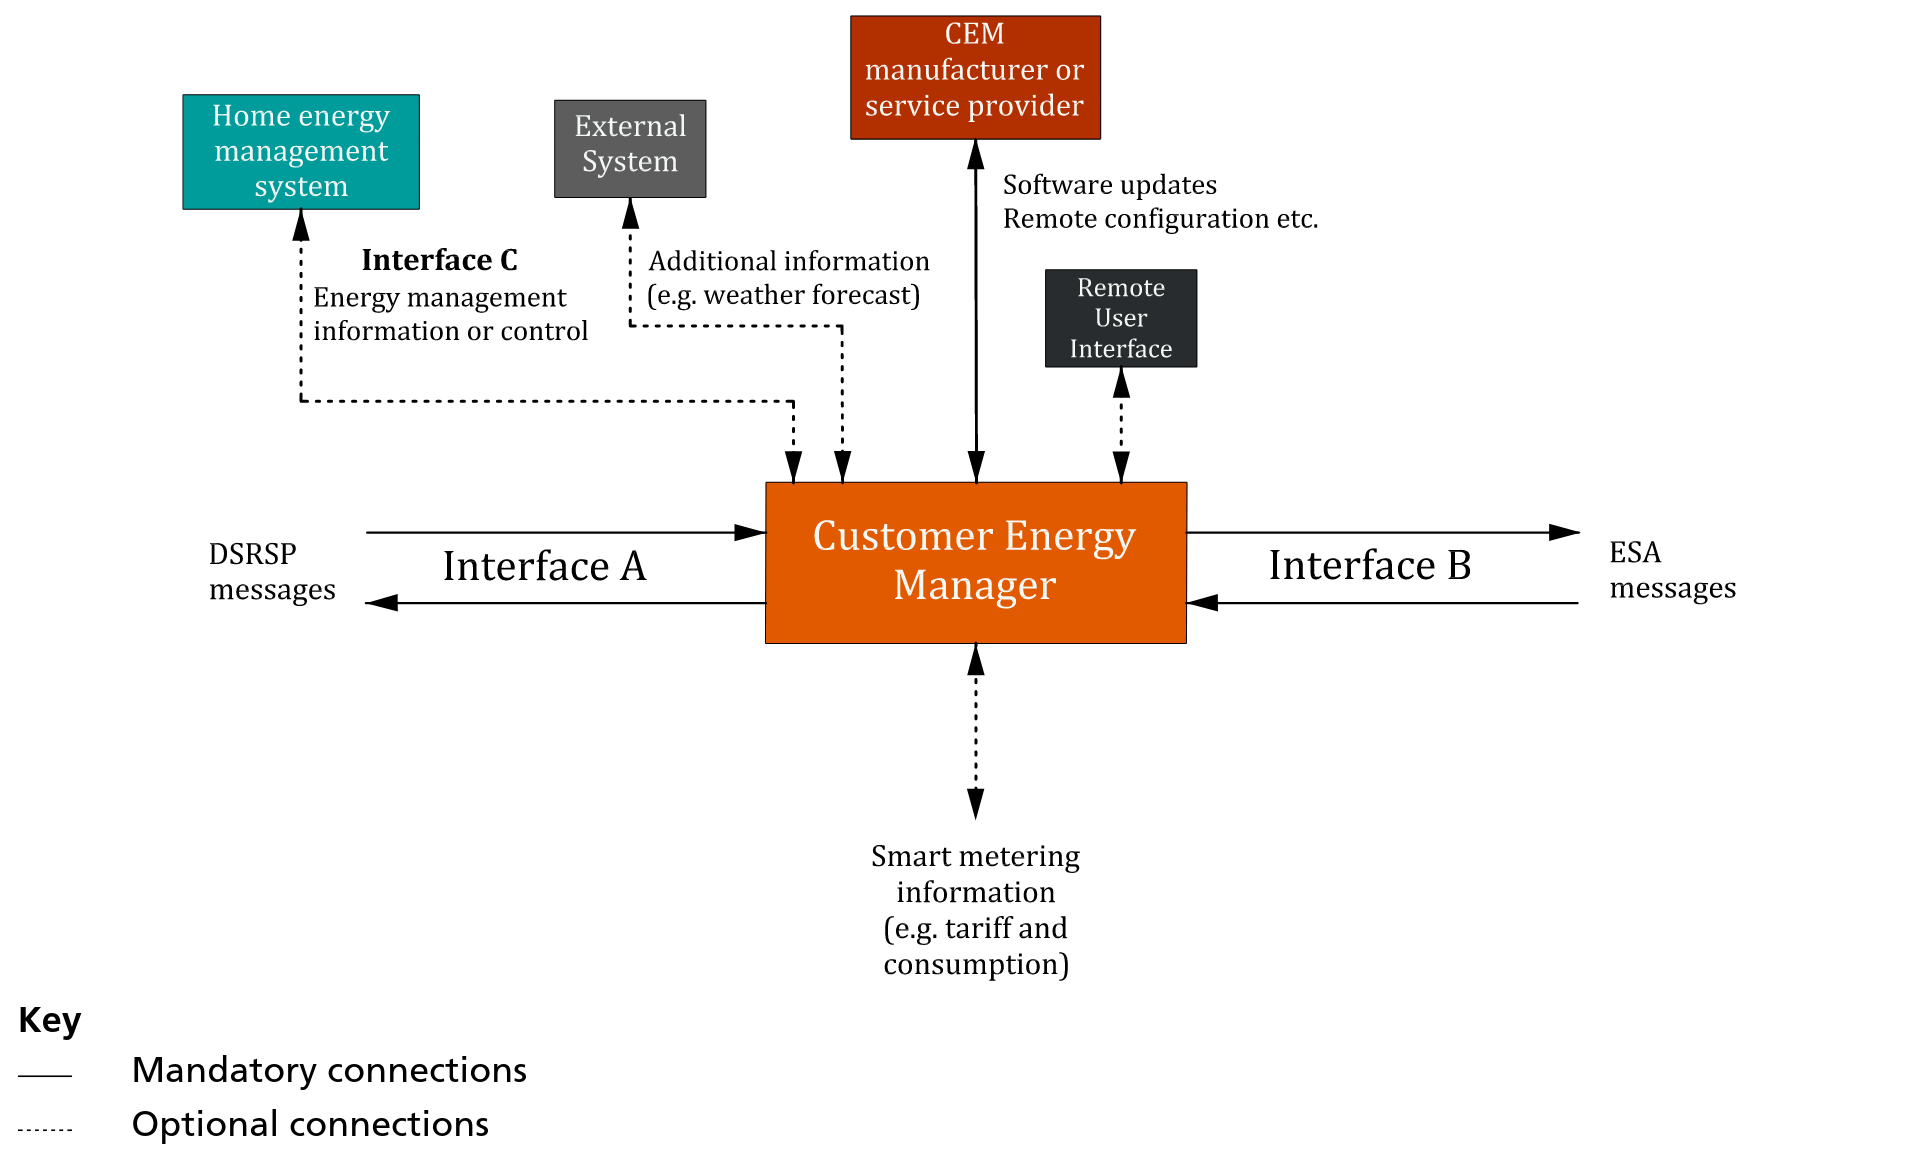 CEM
manufacturer or
service provider
Home energy
management
system
External
System
Software updates
Remote configuration etc.
Interface C
Energy management
information or control
Additional information
(e.g. weather forecast)
Remote
User
Interface
DSRSP
messages
Interface A
Customer Energy
Manager
Interface B
ESA
messages
Smart metering
information
(e.g. tariff and
consumption)
Key
Mandatory connections
Optional connections